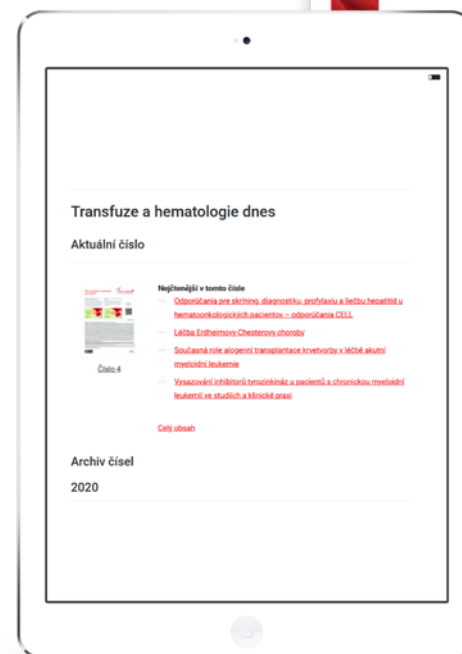 Transfuze a hematologie dnes
Aktuální číslo
Nejčtenější v tomto čísle
Odporúčania pre skríning, diagnostiku, profylaxiu a liečbu hepatitíd u
hematoonkologických pacientov – odporúčania CELL
Léčba Erdheimovy Chesterovy choroby
Současná role alogenní transplantace krvetvorby v léčbě akutní
myeloidní leukemie
Vysazování inhibitorů tyrozinkináz u pacientů s chronickou myeloidní
leukemií ve studiích a klinické praxi
Číslo 4
Celý obsah
Archiv čísel
2020